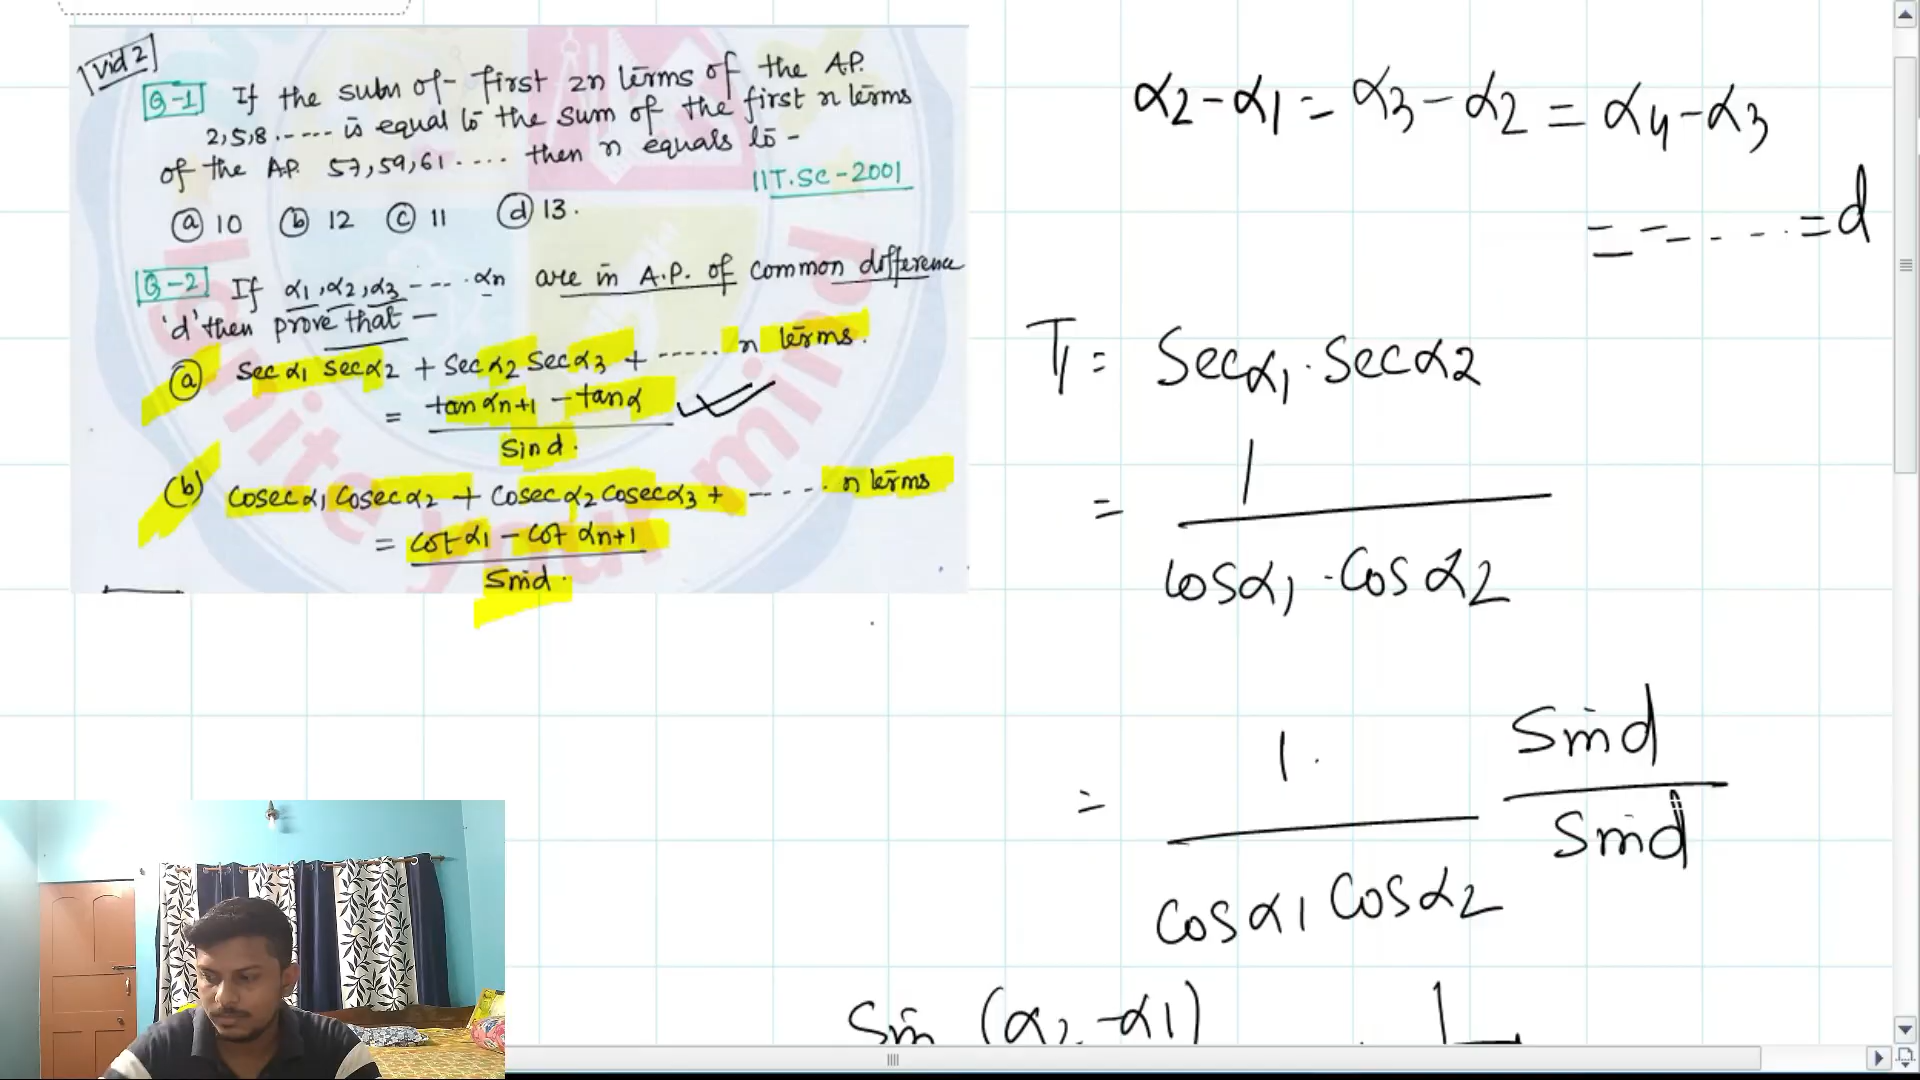 Vid 2
Q-1 If the sum of first 2n terms of the A.P.
2,5,8 ....... is equal to the sum of the first n terms
of the A.P. 57,59,61 ..... then n equals to -
IIT.SC-2001
(a) 10 (b) 12 (c) 11 (d) 13.
Q-2 If α1,α2,α3 ---- αn are in A.P. of common difference
'd' then prove that —
(a) Sec α1 Sec α2 + Sec α2 Sec α3 + ----- n terms.
= tan αn+1 - tan α
Sin d.
(b) Cosec α1 Cosec α2 + Cosec α2 Cosec α3 + ----- n terms
= Cot α1 - Cot αn+1
Sin d.
α2-α1 = α3-α2 = α4-α3
= ------ = d
T1 = Sec α1 . Sec α2
= 1
Cos α1 . Cos α2
= 1 . Sin d
Cos α1 Cos α2 Sin d
Sin (α2 -α1) . 1